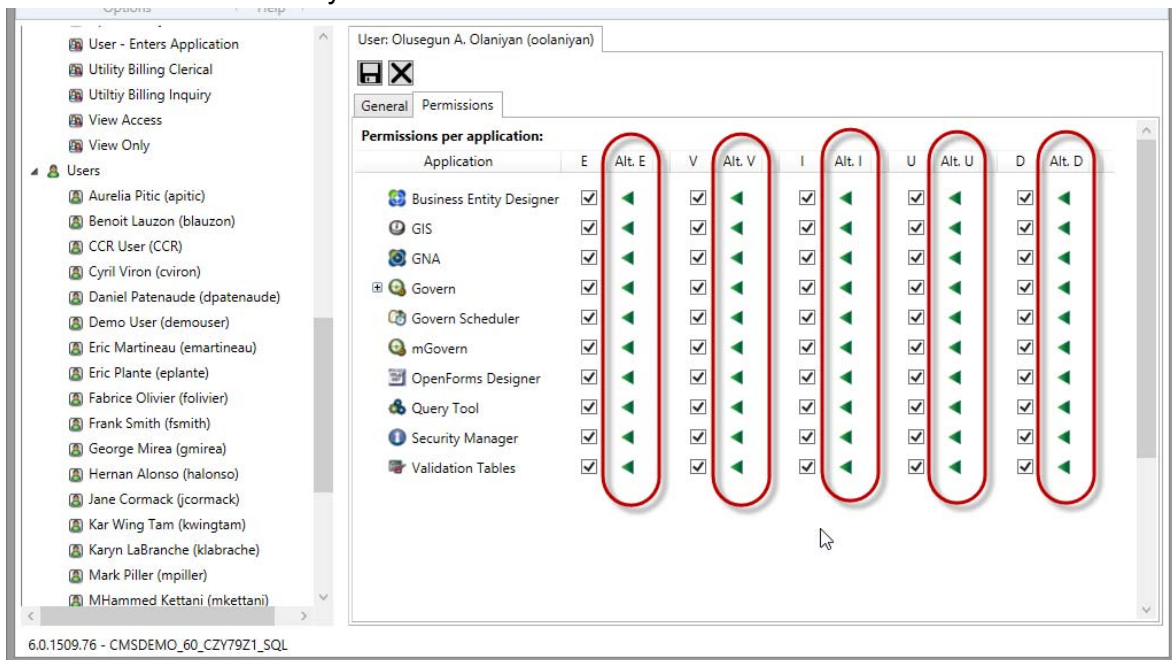 Options Help
User - Enters Application
Utility Billing Clerical
Utiltiy Billing Inquiry
View Access
View Only
Users
Aurelia Pitic (apitic)
Benoit Lauzon (blauzon)
CCR User (CCR)
Cyril Viron (cviron)
Daniel Patenaude (dpatenaude)
Demo User (demouser)
Eric Martineau (emartineau)
Eric Plante (eplante)
Fabrice Olivier (folivier)
Frank Smith (fsmith)
George Mirea (gmirea)
Hernan Alonso (halonso)
Jane Cormack (jcormack)
Kar Wing Tam (kwingtam)
Karyn LaBranche (klabrache)
Mark Piller (mpiller)
MHammed Kettani (mkettani)
User: Olusegun A. Olaniyan (oolaniyan)
General Permissions
Permissions per application:
Application E Alt. E V Alt. V I Alt. I U Alt. U D Alt. D
Business Entity Designer
GIS
GNA
Govern
Govern Scheduler
mGovern
OpenForms Designer
Query Tool
Security Manager
Validation Tables
6.0.1509.76 - CMSDEMO_60_CZY79Z1_SQL